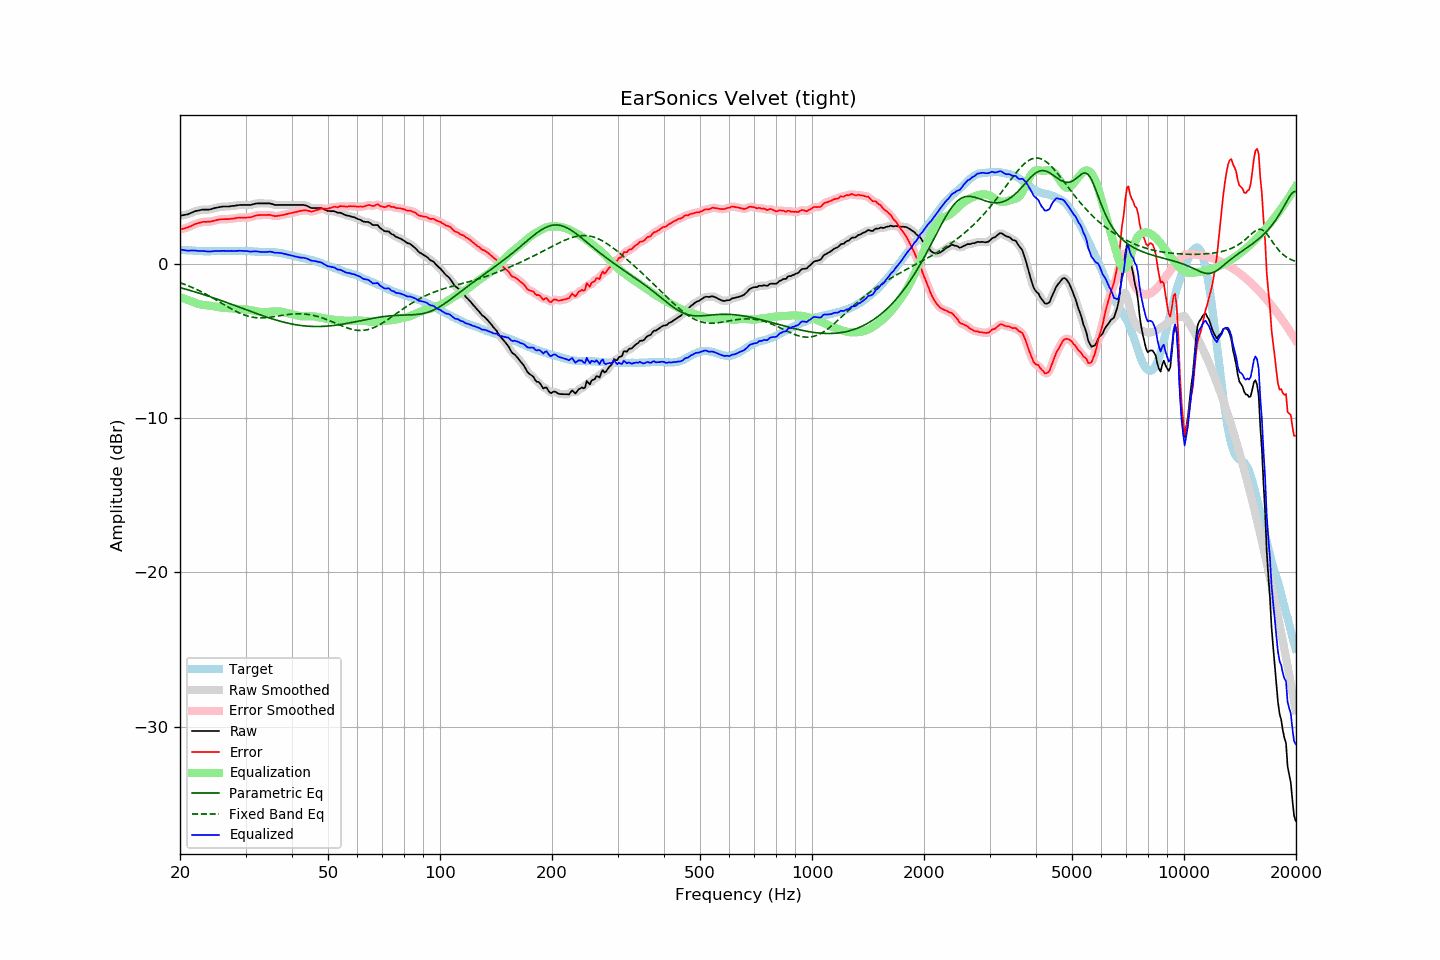 EarSonics Velvet (tight)
Amplitude (dBr)
0
−10
−20
−30
Target
Raw Smoothed
Error Smoothed
Raw
Error
Equalization
Parametric Eq
Fixed Band Eq
Equalized
20 50 100 200 500 1000 2000 5000 10000 20000
Frequency (Hz)